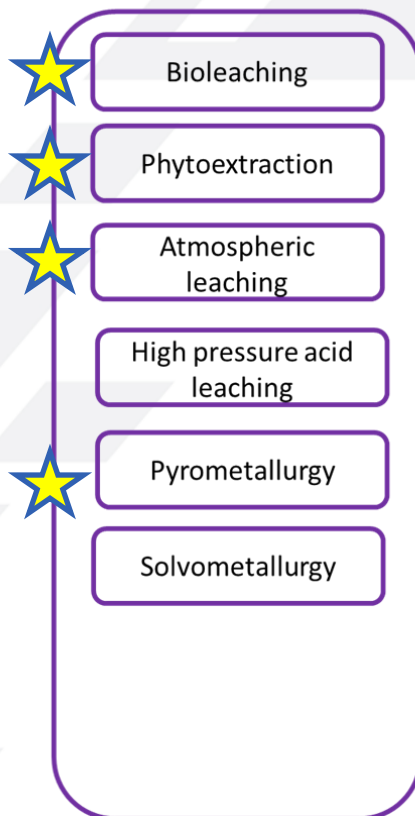 Bioleaching
Phytoextraction
Atmospheric
leaching
High pressure acid
leaching
Pyrometallurgy
Solvometallurgy